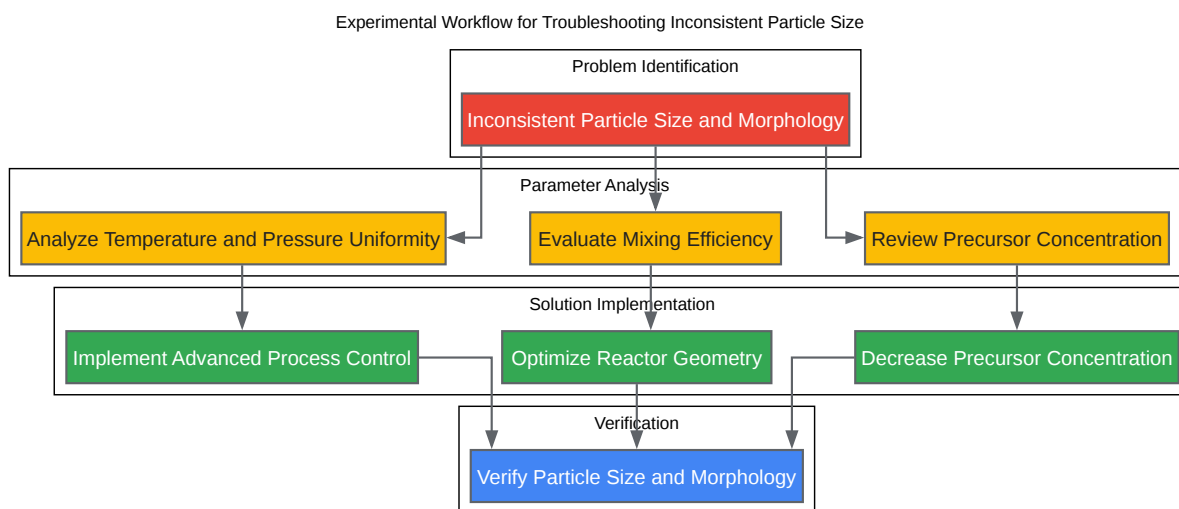 Experimental Workflow for Troubleshooting Inconsistent Particle Size
Problem Identification
Inconsistent Particle Size and Morphology
Parameter Analysis
Analyze Temperature and Pressure Uniformity
Evaluate Mixing Efficiency
Review Precursor Concentration
Solution Implementation
Implement Advanced Process Control
Optimize Reactor Geometry
Decrease Precursor Concentration
Verification
Verify Particle Size and Morphology